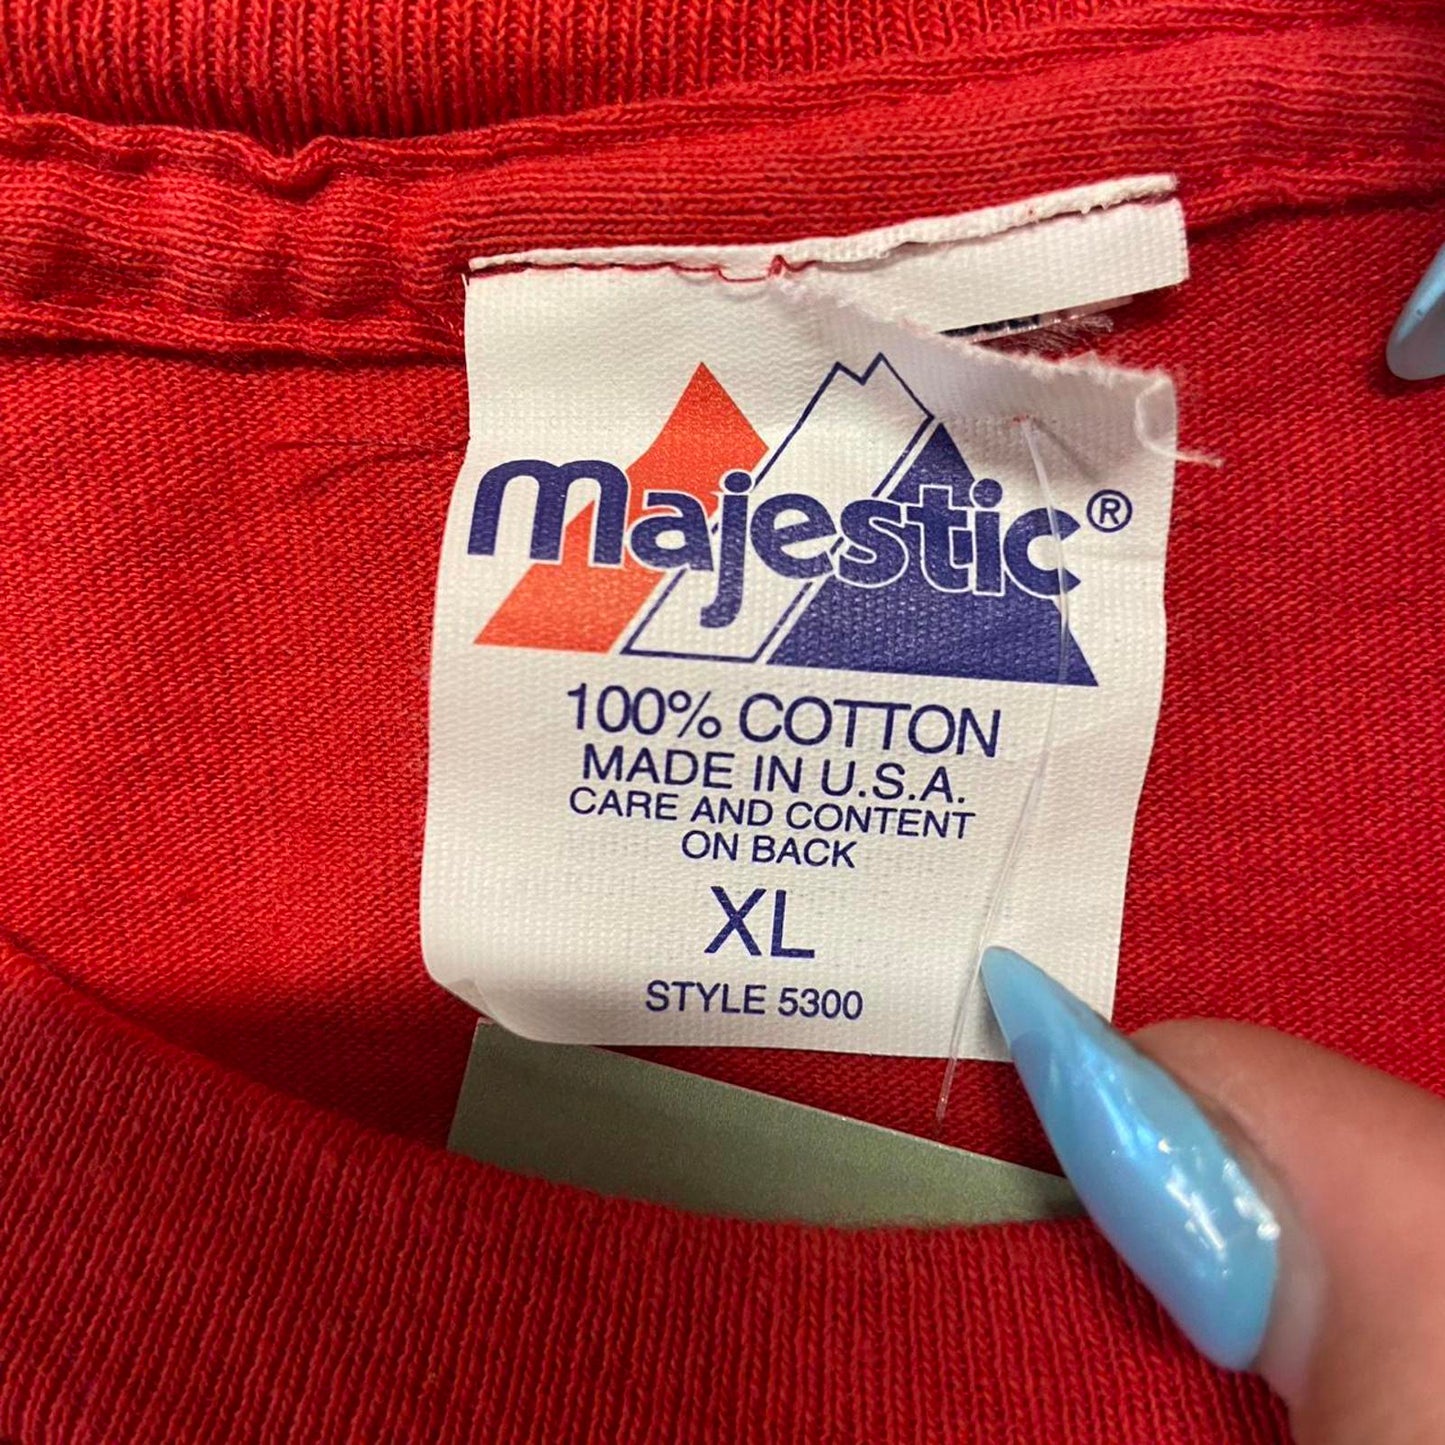 majestic®
100% COTTON
MADE IN U.S.A.
CARE AND CONTENT
ON BACK
XL
STYLE 5300